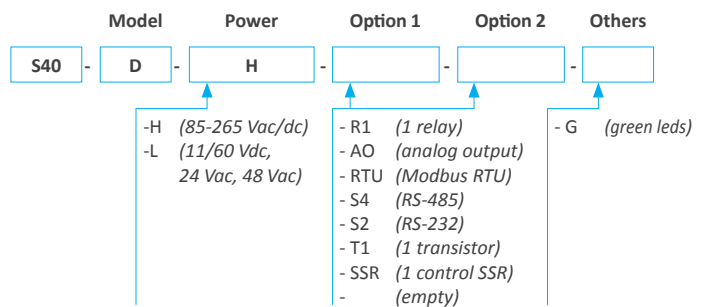 Model Power Option 1 Option 2 Others
S40 - D - H - - -
-H (85-265 Vac/dc) - R1 (1 relay) - G (green leds)
-L (11/60 Vdc, - AO (analog output)
24 Vac, 48 Vac) - RTU (Modbus RTU)
- S4 (RS-485)
- S2 (RS-232)
- T1 (1 transistor)
- SSR (1 control SSR)
- (empty)